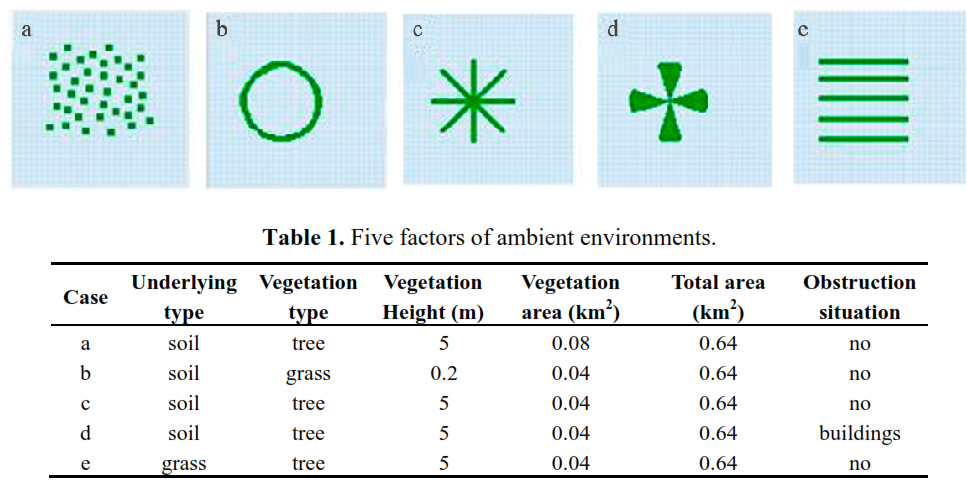 a b c d e
Table 1. Five factors of ambient environments.
Case Underlying type Vegetation type Vegetation Height (m) Vegetation area (km²) Total area (km²) Obstruction situation
a soil tree 5 0.08 0.64 no
b soil grass 0.2 0.04 0.64 no
c soil tree 5 0.04 0.64 no
d soil tree 5 0.04 0.64 buildings
e grass tree 5 0.04 0.64 no